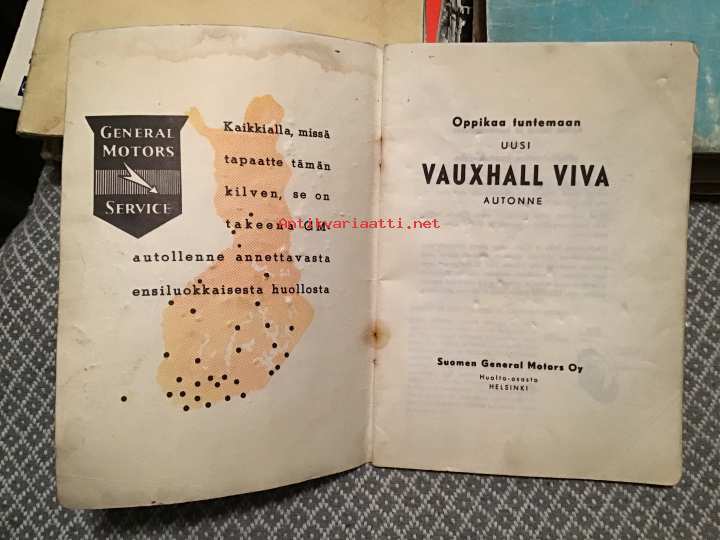 GENERAL
MOTORS
SERVICE
Kaikkialla, missä
tapaatte tämän
kilven, se on
takeena GM-
autollenne annettavasta
ensiluokkaisesta huollosta
Antikvariaatti.net
Oppikaa tuntemaan
UUSI
VAUXHALL VIVA
AUTONNE
Suomen General Motors Oy
Huolto-osasto
HELSINKI